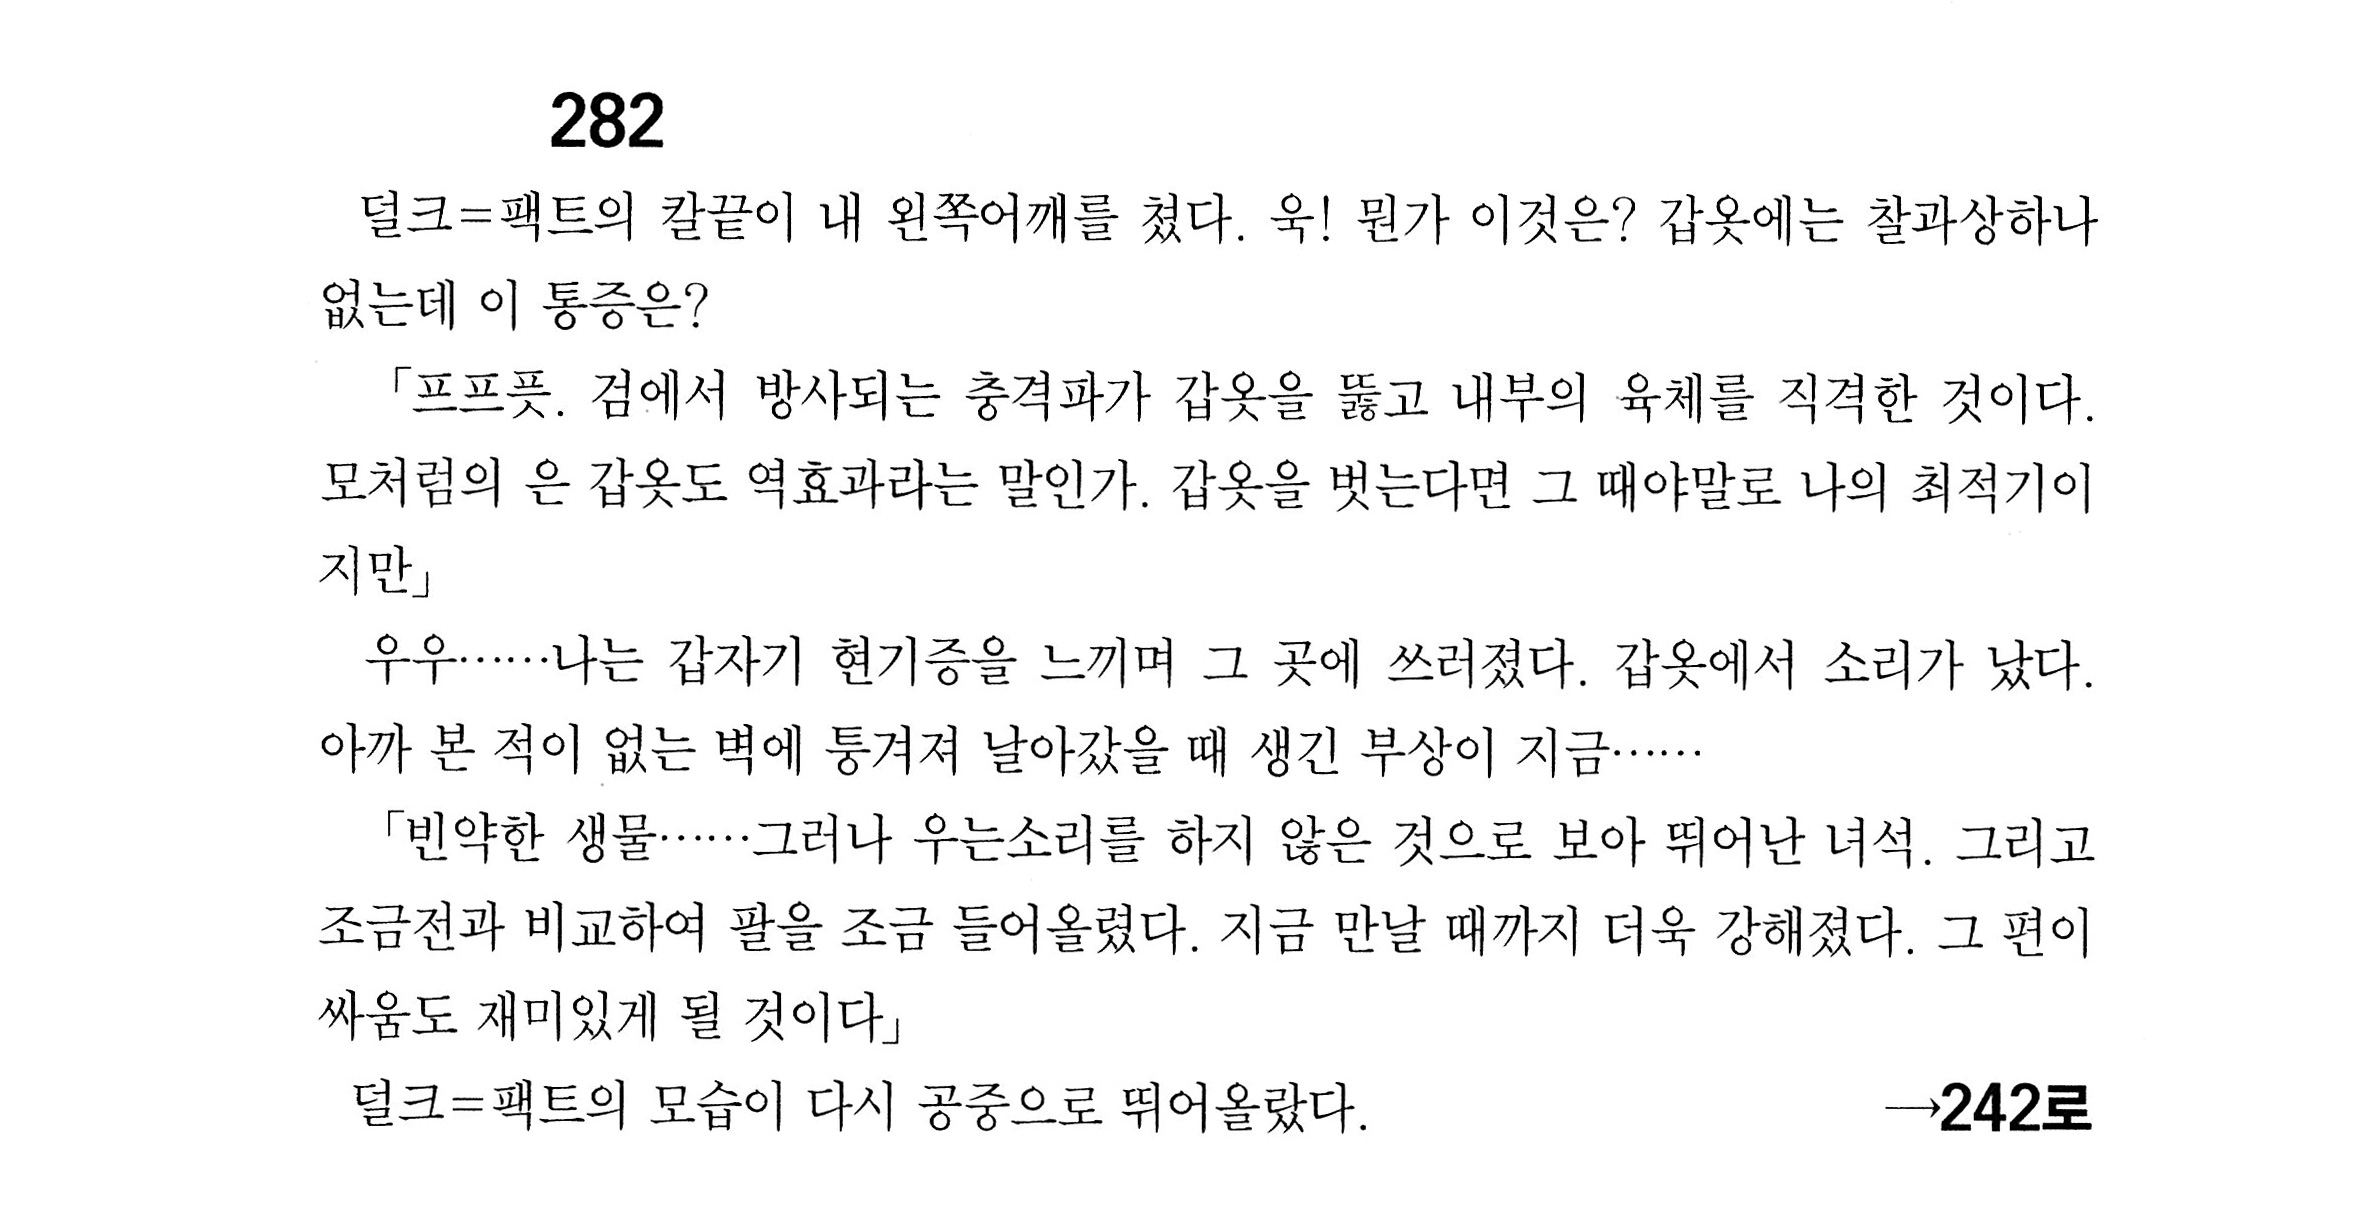 282
덜크=팩트의 칼끝이 내 왼쪽어깨를 쳤다. 욱! 뭔가 이것은? 갑옷에는 찰과상하나
없는데 이 통증은?
「프프픗. 검에서 방사되는 충격파가 갑옷을 뚫고 내부의 육체를 직격한 것이다.
모처럼의 은 갑옷도 역효과라는 말인가. 갑옷을 벗는다면 그 때야말로 나의 최적기이
지만」
우우……나는 갑자기 현기증을 느끼며 그 곳에 쓰러졌다. 갑옷에서 소리가 났다.
아까 본 적이 없는 벽에 퉁겨져 날아갔을 때 생긴 부상이 지금……
「빈약한 생물……그러나 우는소리를 하지 않은 것으로 보아 뛰어난 녀석. 그리고
조금전과 비교하여 팔을 조금 들어올렸다. 지금 만날 때까지 더욱 강해졌다. 그 편이
싸움도 재미있게 될 것이다」
덜크=팩트의 모습이 다시 공중으로 뛰어올랐다. →242로